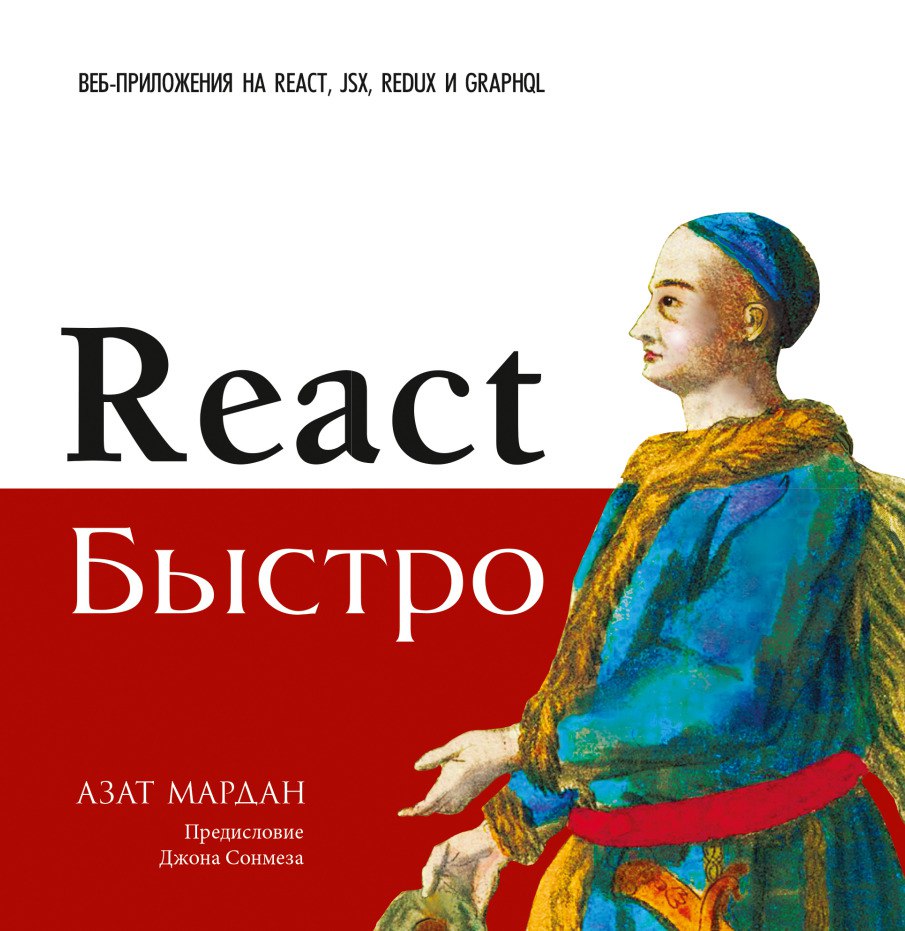 ВЕБ-ПРИЛОЖЕНИЯ НА REACT, JSX, REDUX И GRAPHQL
React
Быстро
АЗАТ МАРДАН
Предисловие
Джона Сонмеза